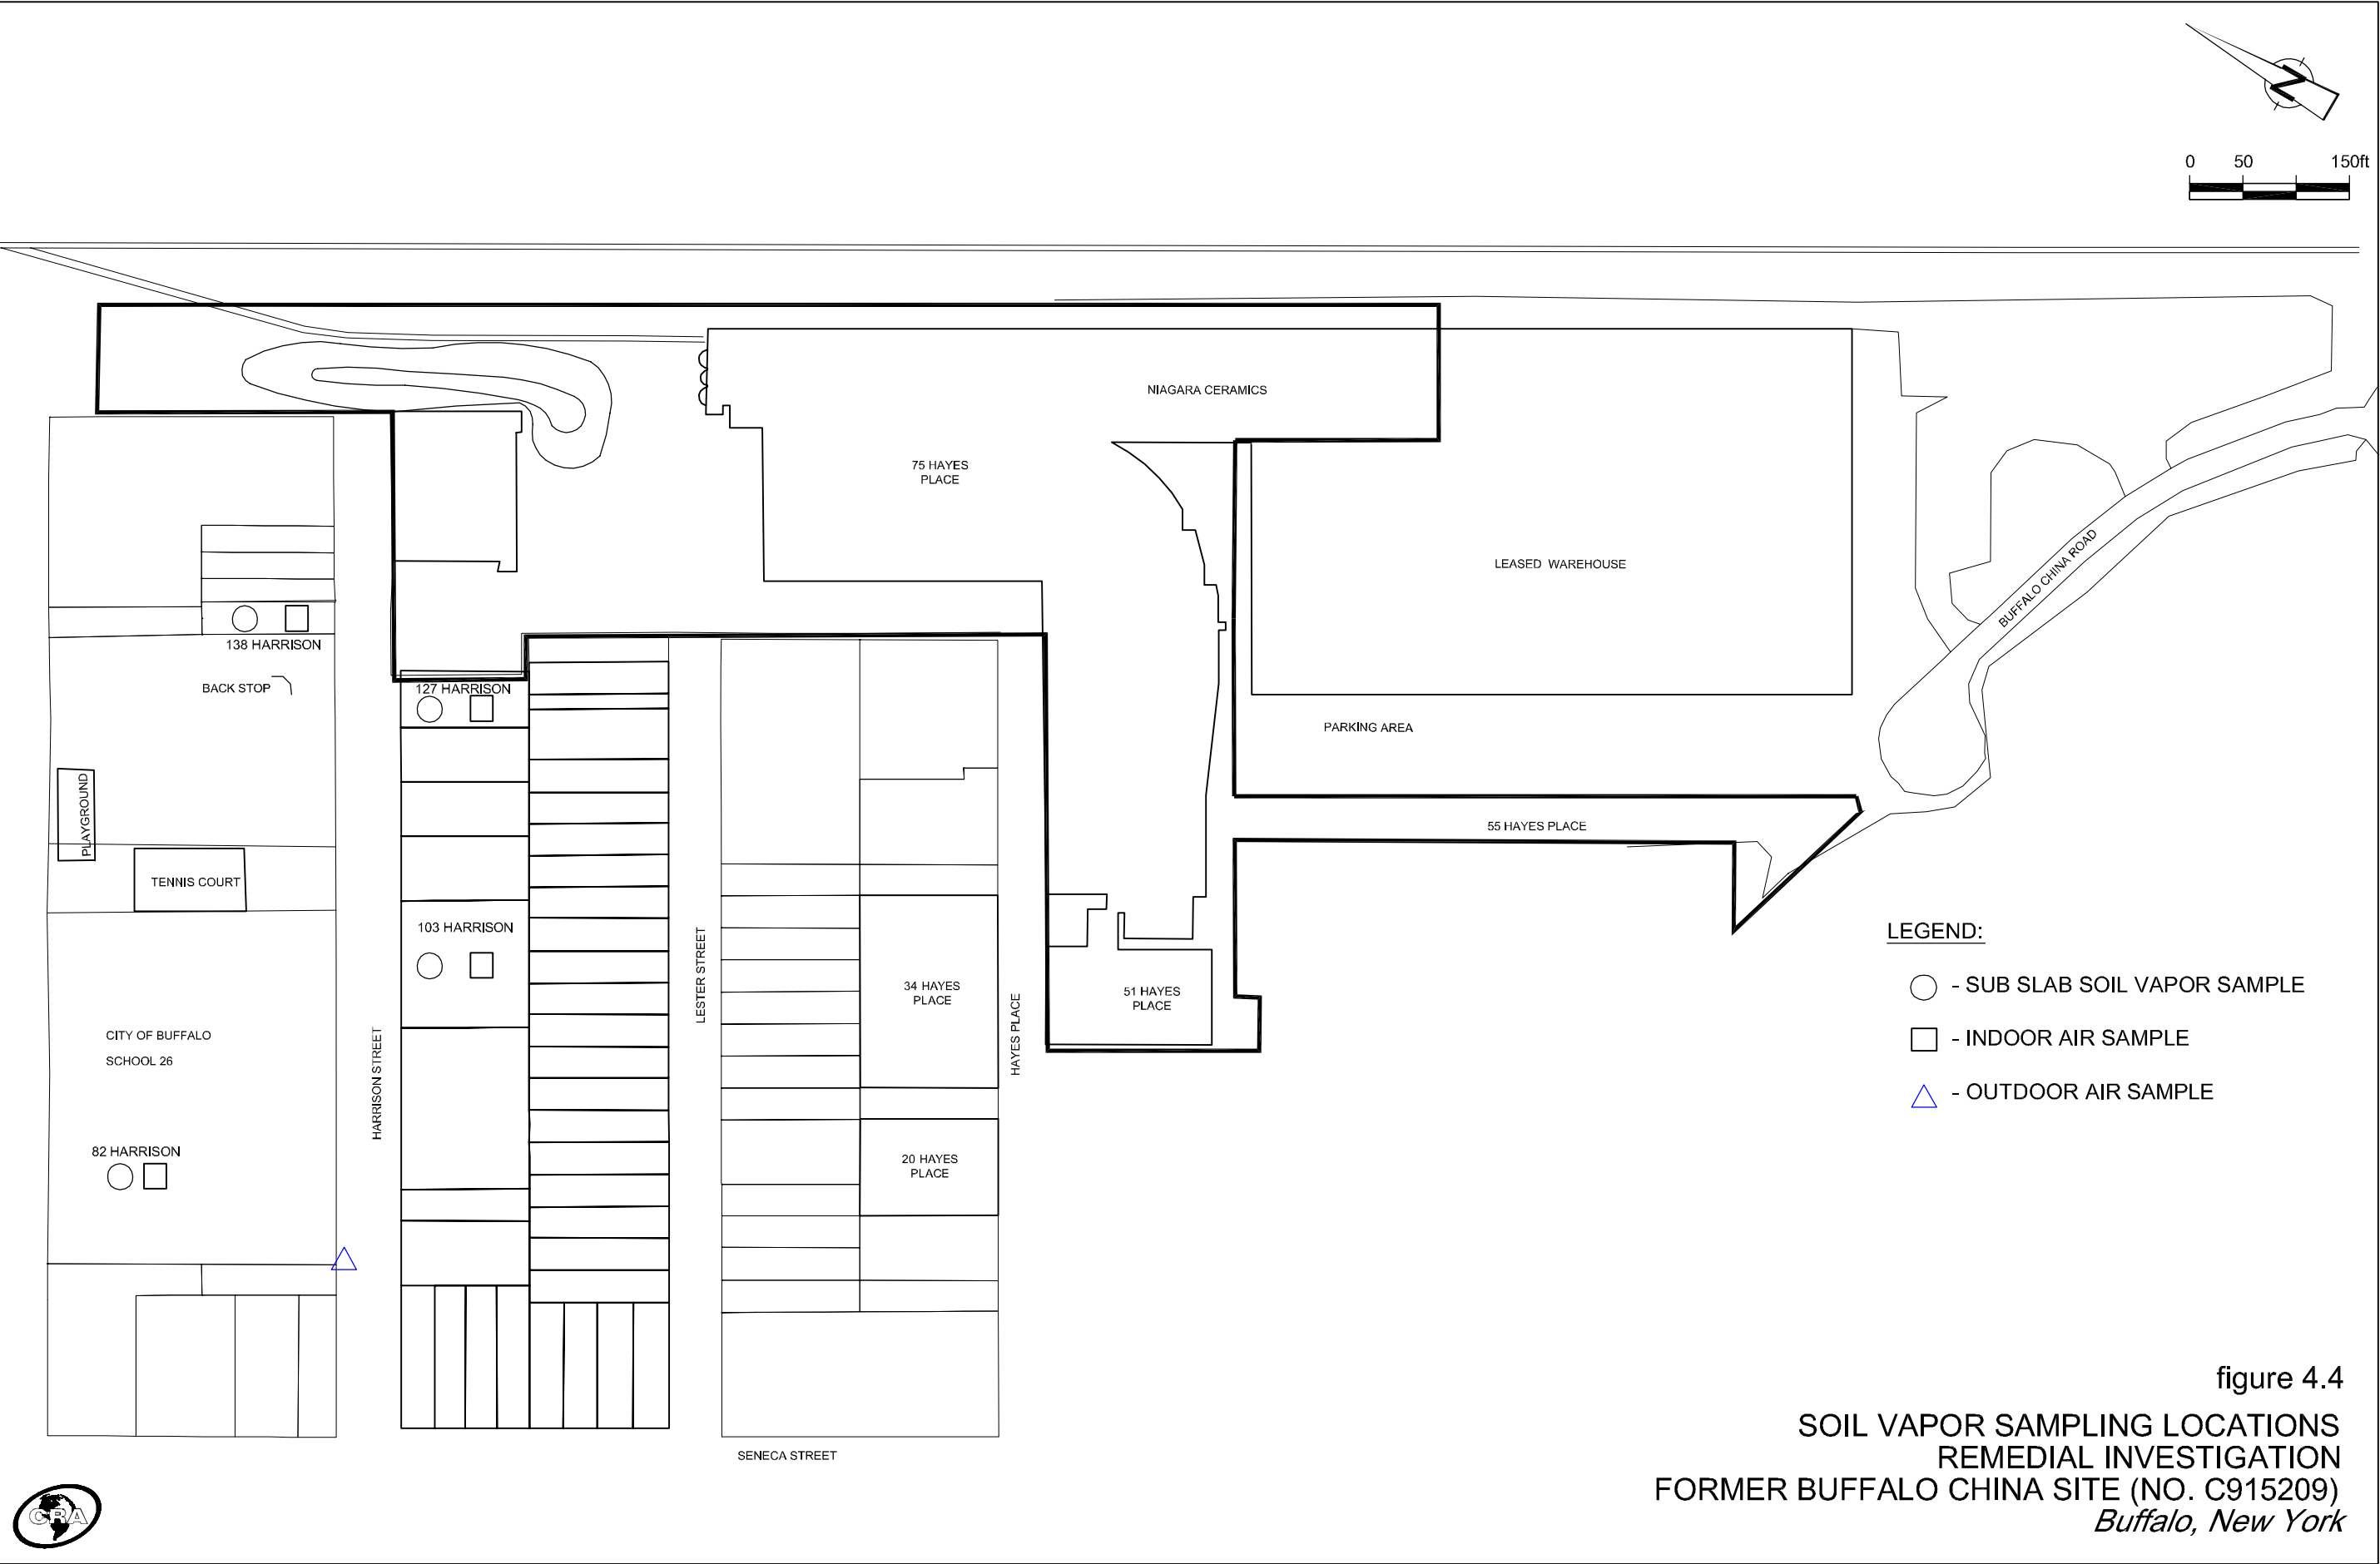 N
0 50 150ft
NIAGARA CERAMICS
75 HAYES
PLACE
LEASED WAREHOUSE
BUFFALO CHINA ROAD
138 HARRISON
BACK STOP
127 HARRISON
PARKING AREA
PLAYGROUND
55 HAYES PLACE
TENNIS COURT
103 HARRISON
LESTER STREET
34 HAYES
PLACE
HAYES PLACE
51 HAYES
PLACE
CITY OF BUFFALO
SCHOOL 26
HARRISON STREET
82 HARRISON
20 HAYES
PLACE
LEGEND:
- SUB SLAB SOIL VAPOR SAMPLE
- INDOOR AIR SAMPLE
- OUTDOOR AIR SAMPLE
SENECA STREET
CRA
figure 4.4
SOIL VAPOR SAMPLING LOCATIONS
REMEDIAL INVESTIGATION
FORMER BUFFALO CHINA SITE (NO. C915209)
Buffalo, New York